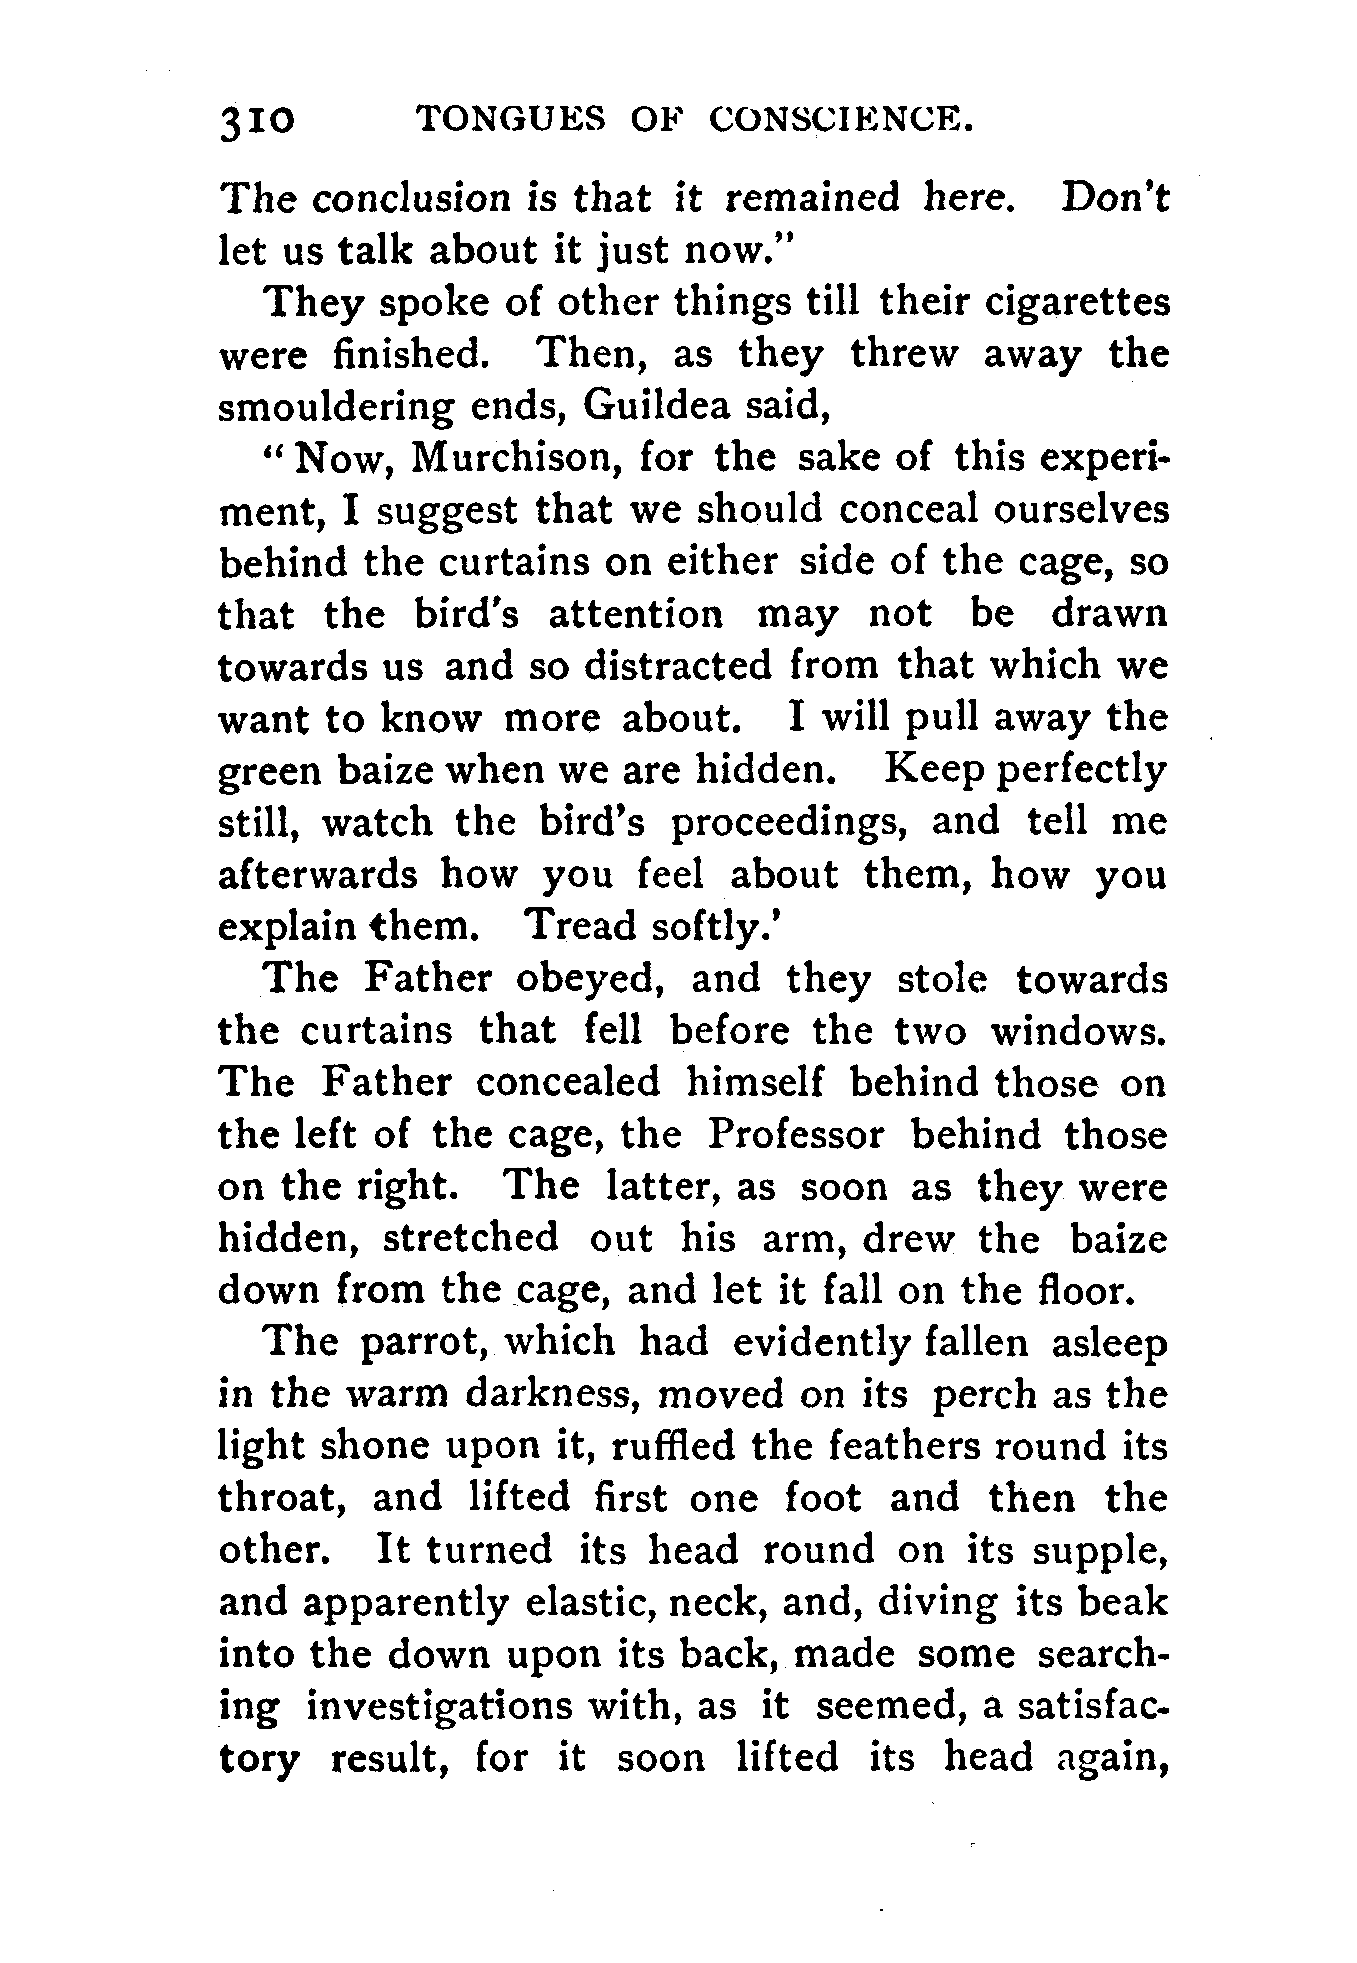 310 TONGUES OF CONSCIENCE.
The conclusion is that it remained here. Don't
let us talk about it just now."
They spoke of other things till their cigarettes
were finished. Then, as they threw away the
smouldering ends, Guildea said,
"Now, Murchison, for the sake of this experi-
ment, I suggest that we should conceal ourselves
behind the curtains on either side of the cage, so
that the bird's attention may not be drawn
towards us and so distracted from that which we
want to know more about. I will pull away the
green baize when we are hidden. Keep perfectly
still, watch the bird's proceedings, and tell me
afterwards how you feel about them, how you
explain them. Tread softly.'
The Father obeyed, and they stole towards
the curtains that fell before the two windows.
The Father concealed himself behind those on
the left of the cage, the Professor behind those
on the right. The latter, as soon as they were
hidden, stretched out his arm, drew the baize
down from the cage, and let it fall on the floor.
The parrot, which had evidently fallen asleep
in the warm darkness, moved on its perch as the
light shone upon it, ruffled the feathers round its
throat, and lifted first one foot and then the
other. It turned its head round on its supple,
and apparently elastic, neck, and, diving its beak
into the down upon its back, made some search-
ing investigations with, as it seemed, a satisfac-
tory result, for it soon lifted its head again,